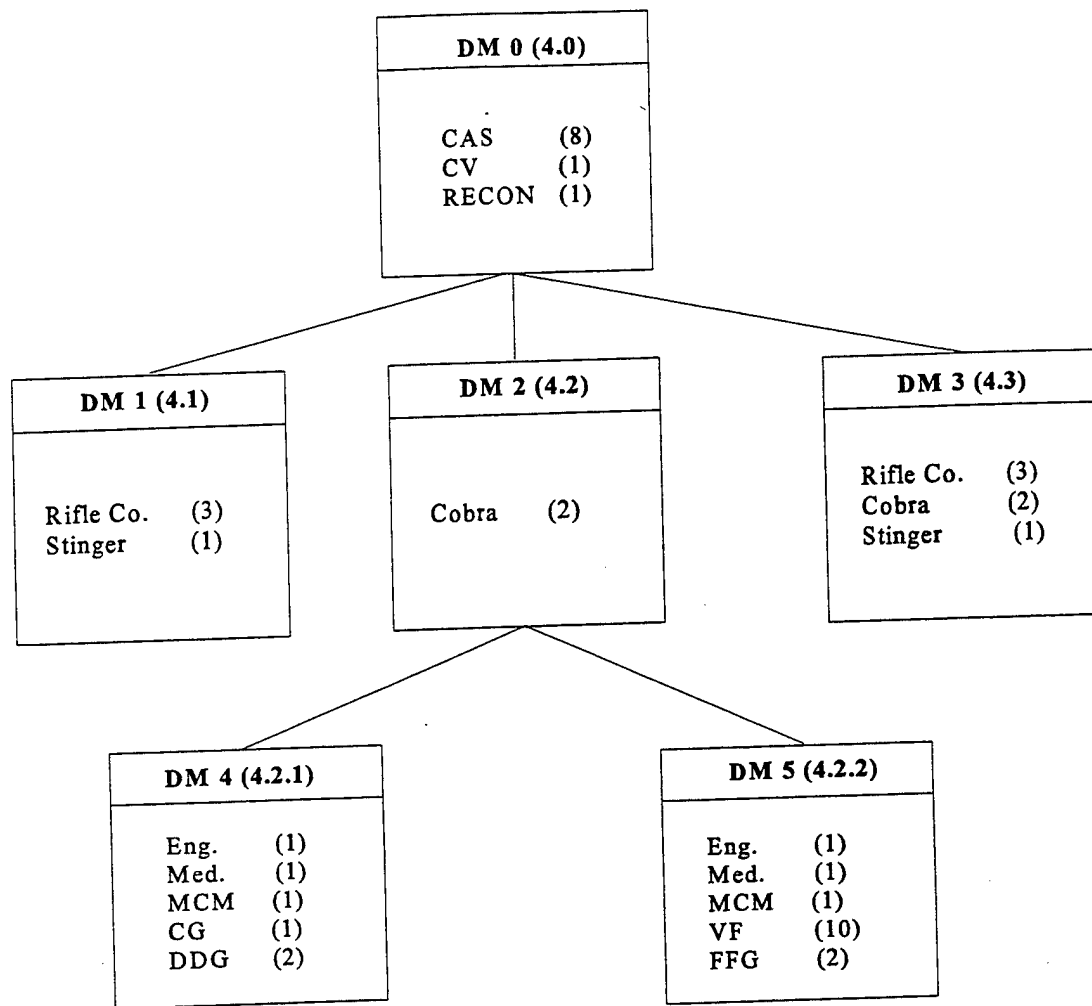 DM 0 (4.0)
CAS (8)
CV (1)
RECON (1)
DM 1 (4.1)
Rifle Co. (3)
Stinger (1)
DM 2 (4.2)
Cobra (2)
DM 3 (4.3)
Rifle Co. (3)
Cobra (2)
Stinger (1)
DM 4 (4.2.1)
Eng. (1)
Med. (1)
MCM (1)
CG (1)
DDG (2)
DM 5 (4.2.2)
Eng. (1)
Med. (1)
MCM (1)
VF (10)
FFG (2)